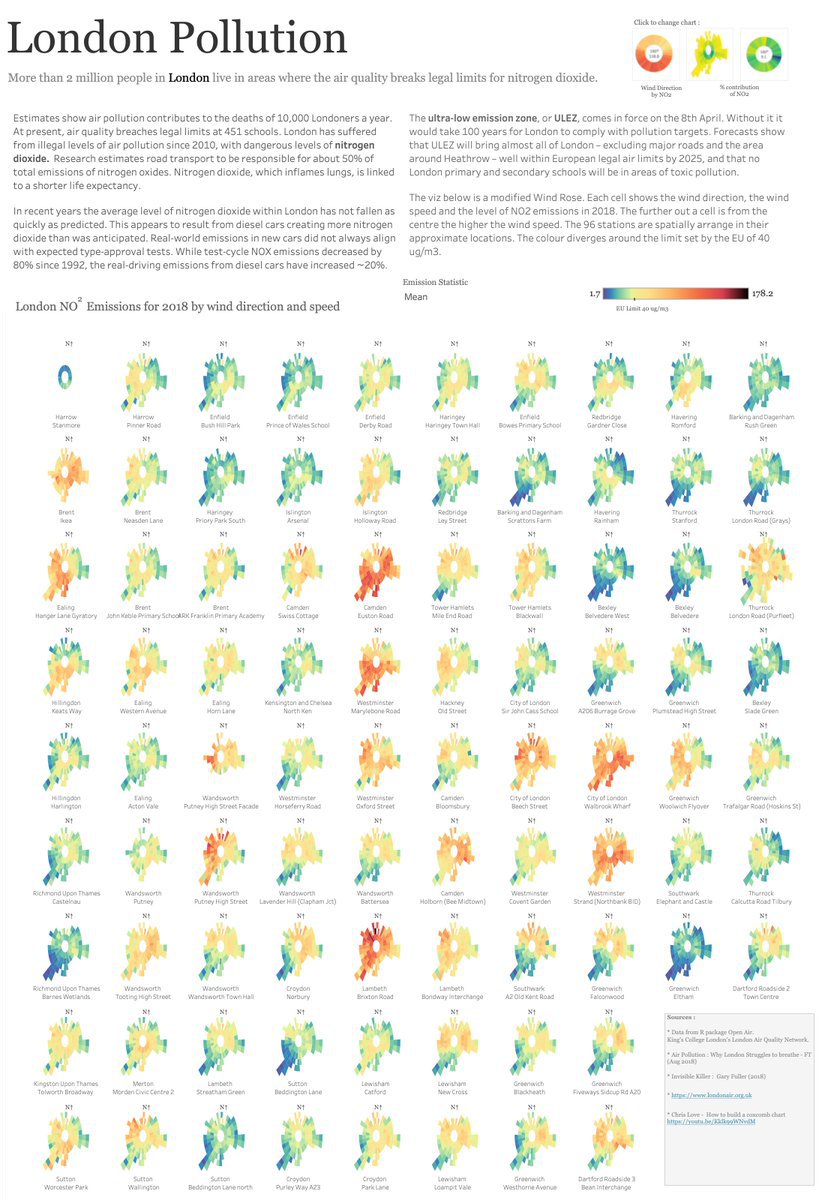 London Pollution
Click to change chart :
More than 2 million people in London live in areas where the air quality breaks legal limits for nitrogen dioxide.
Wind Direction
by NO2
% contribution
of NO2
Estimates show air pollution contributes to the deaths of 10,000 Londoners a year.
At present, air quality breaches legal limits at 451 schools. London has suffered
from illegal levels of air pollution since 2010, with dangerous levels of nitrogen
dioxide. Research estimates road transport to be responsible for about 50% of
total emissions of nitrogen oxides. Nitrogen dioxide, which inflames lungs, is linked
to a shorter life expectancy.
In recent years the average level of nitrogen dioxide within London has not fallen as
quickly as predicted. This appears to result from diesel cars creating more nitrogen
dioxide than was anticipated. Real-world emissions in new cars did not always align
with expected type-approval tests. While test-cycle NOX emissions decreased by
80% since 1992, the real-driving emissions from diesel cars have increased ~20%.
The ultra-low emission zone, or ULEZ, comes in force on the 8th April. Without it it
would take 100 years for London to comply with pollution targets. Forecasts show
that ULEZ will bring almost all of London – excluding major roads and the area
around Heathrow – well within European legal air limits by 2025, and that no
London primary and secondary schools will be in areas of toxic pollution.
The viz below is a modified Wind Rose. Each cell shows the wind direction, the wind
speed and the level of NO2 emissions in 2018. The further out a cell is from the
centre the higher the wind speed. The 96 stations are spatially arrange in their
approximate locations. The colour diverges around the limit set by the EU of 40
ug/m3.
Emission Statistic
Mean
1.7
178.2
EU Limit 40 ug/m3
London NO² Emissions for 2018 by wind direction and speed
N† N† N† N† N† N† N† N† N† N†
Harrow Harrow Enfield Enfield Enfield Haringey Enfield Redbridge Havering Barking and Dagenham
Stanmore Pinner Road Bush Hill Park Prince of Wales School Derby Road Haringey Town Hall Bowes Primary School Gardner Close Romford Rush Green
N† N† N† N† N† N† N† N† N† N†
Brent Brent Haringey Islington Islington Redbridge Barking and Dagenham Havering Thurrock Thurrock
Ikea Neasden Lane Priory Park South Arsenal Holloway Road Ley Street Scrattons Farm Rainham Stanford London Road (Grays)
N† N† N† N† N† N† N† N† N† N†
Ealing Brent Brent Camden Camden Tower Hamlets Tower Hamlets Bexley Bexley Thurrock
Hanger Lane Gyratory John Keble Primary School ARK Franklin Primary Academy Swiss Cottage Euston Road Mile End Road Blackwall Belvedere West Belvedere London Road (Purfleet)
N† N† N† N† N† N† N† N† N† N†
Hillingdon Ealing Ealing Kensington and Chelsea Westminster Hackney City of London Greenwich Greenwich Bexley
Keats Way Western Avenue Horn Lane North Ken Marylebone Road Old Street Sir John Cass School A206 Burrage Grove Plumstead High Street Slade Green
N† N† N† N† N† N† N† N† N† N†
Hillingdon Ealing Wandsworth Westminster Westminster Camden City of London City of London Greenwich Greenwich
Harlington Acton Vale Putney High Street Facade Horseferry Road Oxford Street Bloomsbury Beech Street Walbrook Wharf Woolwich Flyover Trafalgar Road (Hoskins St)
N† N† N† N† N† N† N† N† N† N†
Richmond Upon Thames Wandsworth Wandsworth Wandsworth Wandsworth Camden Westminster Westminster Southwark Thurrock
Castelnau Putney Putney High Street Lavender Hill (Clapham Jct) Battersea Holborn (Bee Midtown) Covent Garden Strand (Northbank BID) Elephant and Castle Calcutta Road Tilbury
N† N† N† N† N† N† N† N† N† N†
Richmond Upon Thames Wandsworth Wandsworth Croydon Lambeth Lambeth Southwark Greenwich Greenwich Dartford Roadside 2
Barnes Wetlands Tooting High Street Wandsworth Town Hall Norbury Brixton Road Bondway Interchange A2 Old Kent Road Falconwood Eltham Town Centre
N† N† N† N† N† N† N† N†
Kingston Upon Thames Merton Lambeth Sutton Lewisham Lewisham Greenwich Greenwich
Tolworth Broadway Morden Civic Centre 2 Streatham Green Beddington Lane Catford New Cross Blackheath Fiveways Sidcup Rd A20
N† N† N† N† N† N† N† N†
Sutton Sutton Sutton Croydon Croydon Lewisham Greenwich Dartford Roadside 3
Worcester Park Wallington Beddington Lane north Purley Way A23 Park Lane Loampit Vale Westhorne Avenue Bean Interchange
Sources :
* Data from R package Open Air.
King's College London's London Air Quality Network.
* Air Pollution : Why London Struggles to breathe - FT
(Aug 2018)
* Invisible Killer : Gary Fuller (2018)
* https://www.londonair.org.uk
* Chris Love - How to build a coxcomb chart